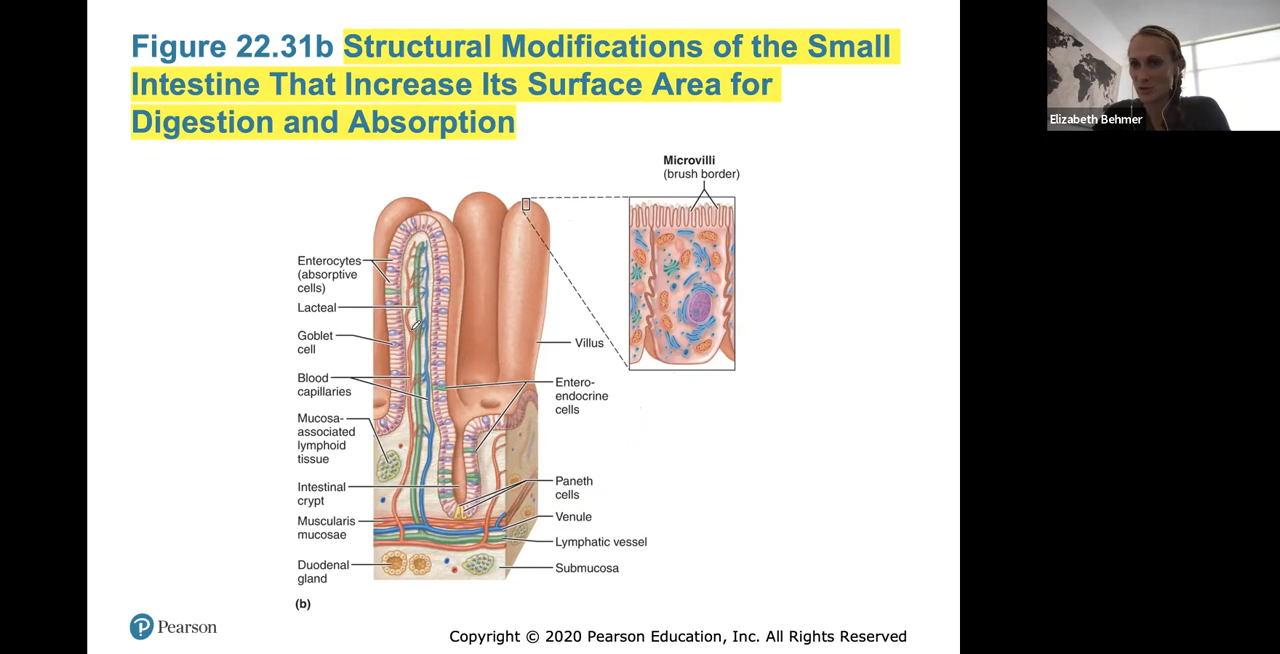 Figure 22.31b Structural Modifications of the Small
Intestine That Increase Its Surface Area for
Digestion and Absorption
Elizabeth Behmer
Microvilli
(brush border)
Enterocytes
(absorptive
cells)
Lacteal
Goblet
cell
Blood
capillaries
Mucosa-
associated
lymphoid
tissue
Intestinal
crypt
Muscularis
mucosae
Duodenal
gland
Villus
Entero-
endocrine
cells
Paneth
cells
Venule
Lymphatic vessel
Submucosa
(b)
Pearson
Copyright © 2020 Pearson Education, Inc. All Rights Reserved